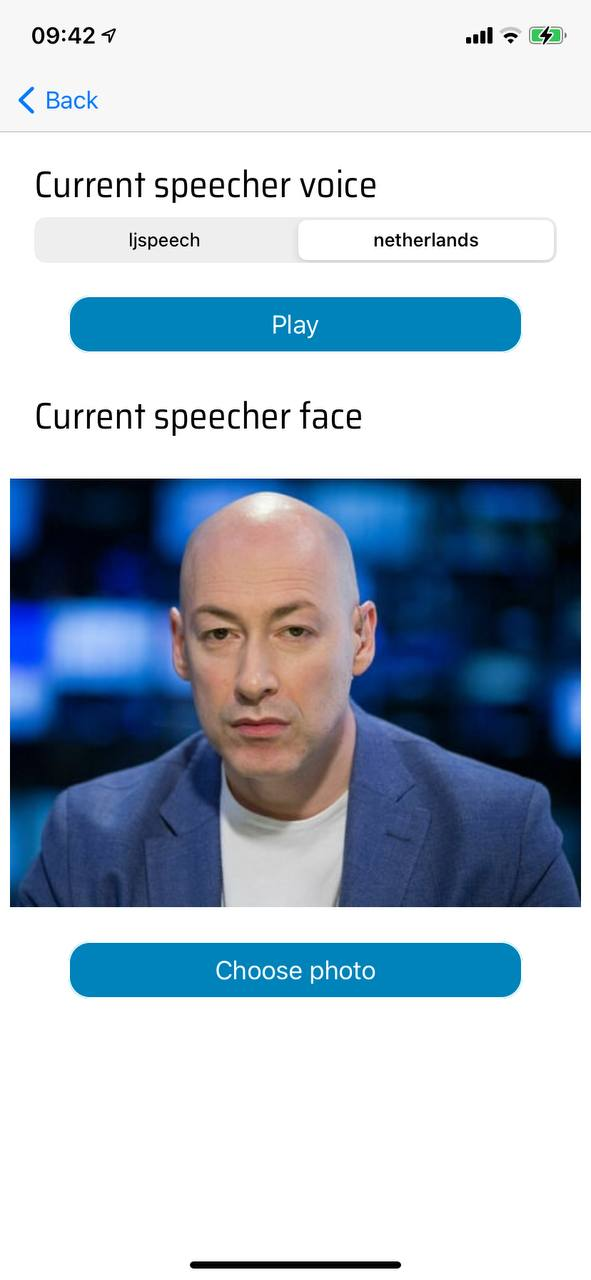 09:42
Back
Current speecher voice
ljspeech netherlands
Play
Current speecher face
Choose photo